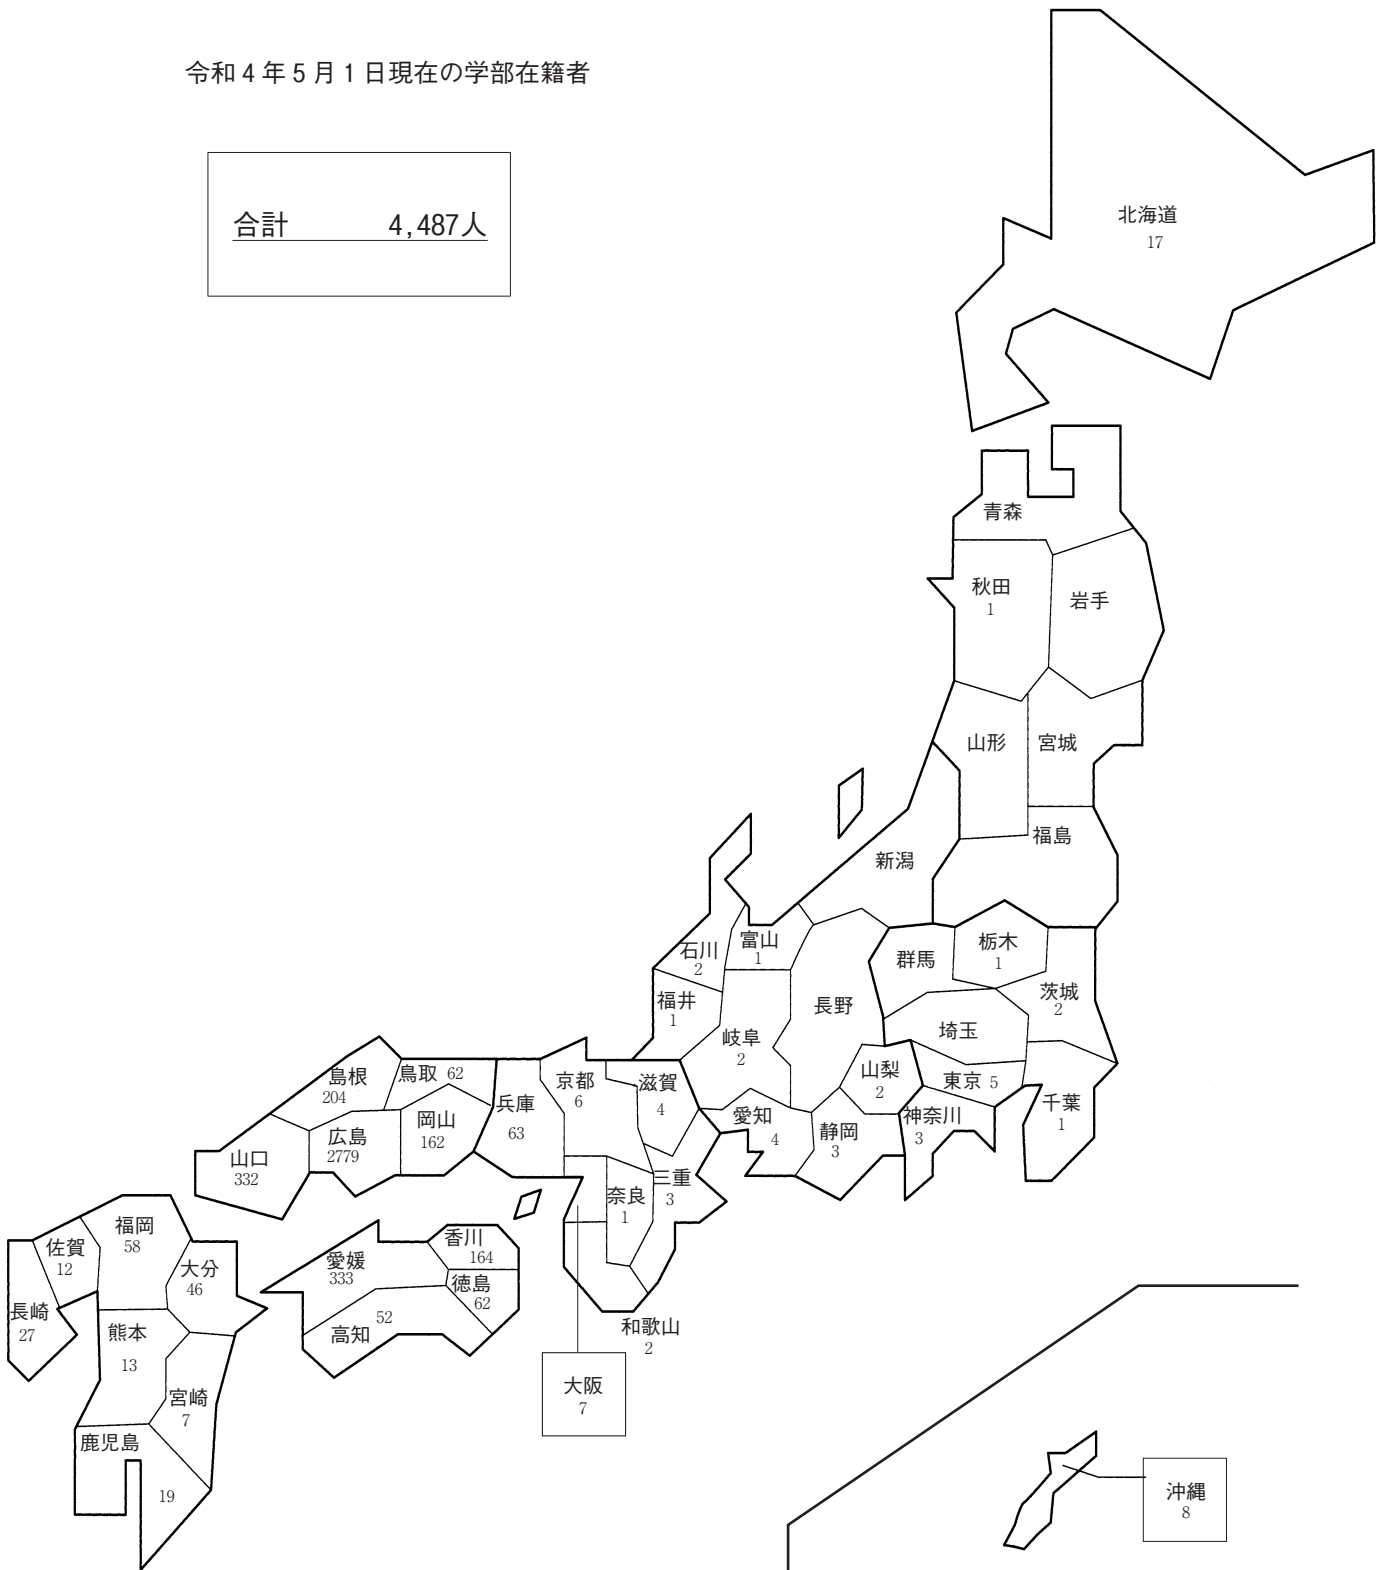 令和４年５月１日現在の学部在籍者
合計 4,487人
北海道
17
青森
秋田
1
岩手
山形
宮城
福島
新潟
富山
1
石川
2
福井
1
群馬
栃木
1
茨城
2
埼玉
長野
岐阜
2
山梨
2
東京 5
千葉
1
神奈川
3
静岡
3
愛知
4
滋賀
4
京都
6
三重
3
奈良
1
和歌山
2
大阪
7
兵庫
63
鳥取 62
島根
204
岡山
162
広島
2779
山口
332
香川
164
愛媛
333
徳島
62
52
高知
福岡
58
佐賀
12
大分
46
長崎
27
熊本
13
宮崎
7
鹿児島
19
沖縄
8